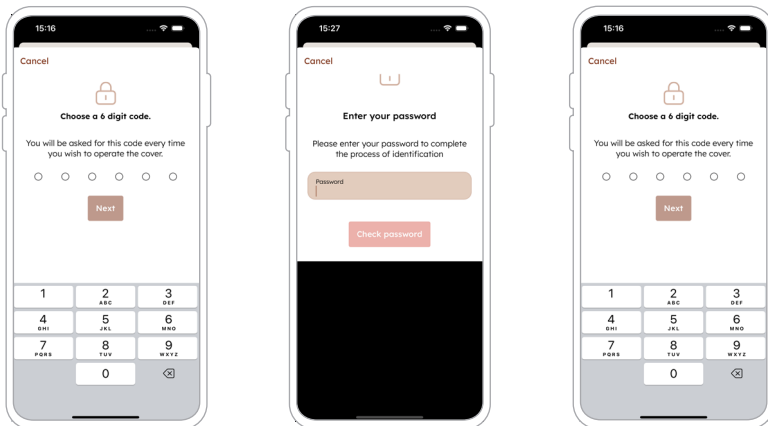 15:16
Cancel
Choose a 6 digit code.
You will be asked for this code every time
you wish to operate the cover.
Next
1
2
ABC
3
DEF
4
GHI
5
JKL
6
MNO
7
PQRS
8
TUV
9
WXYZ
0
15:27
Cancel
Enter your password
Please enter your password to complete
the process of identification
Password
Check password
15:16
Cancel
Choose a 6 digit code.
You will be asked for this code every time
you wish to operate the cover.
Next
1
2
ABC
3
DEF
4
GHI
5
JKL
6
MNO
7
PQRS
8
TUV
9
WXYZ
0